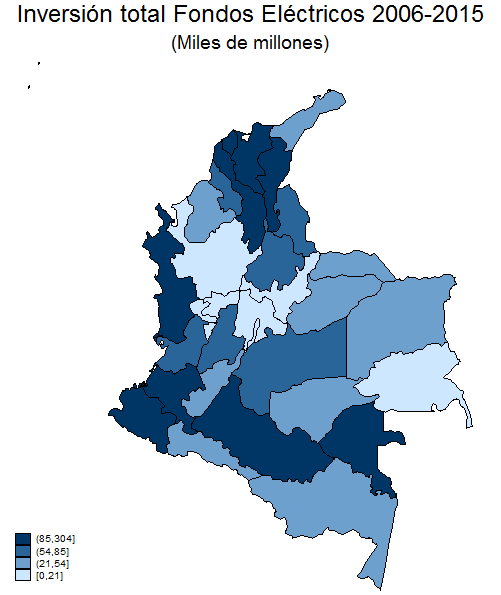 Inversión total Fondos Eléctricos 2006-2015
(Miles de millones)
(85,304]
(54,85]
(21,54]
[0,21]